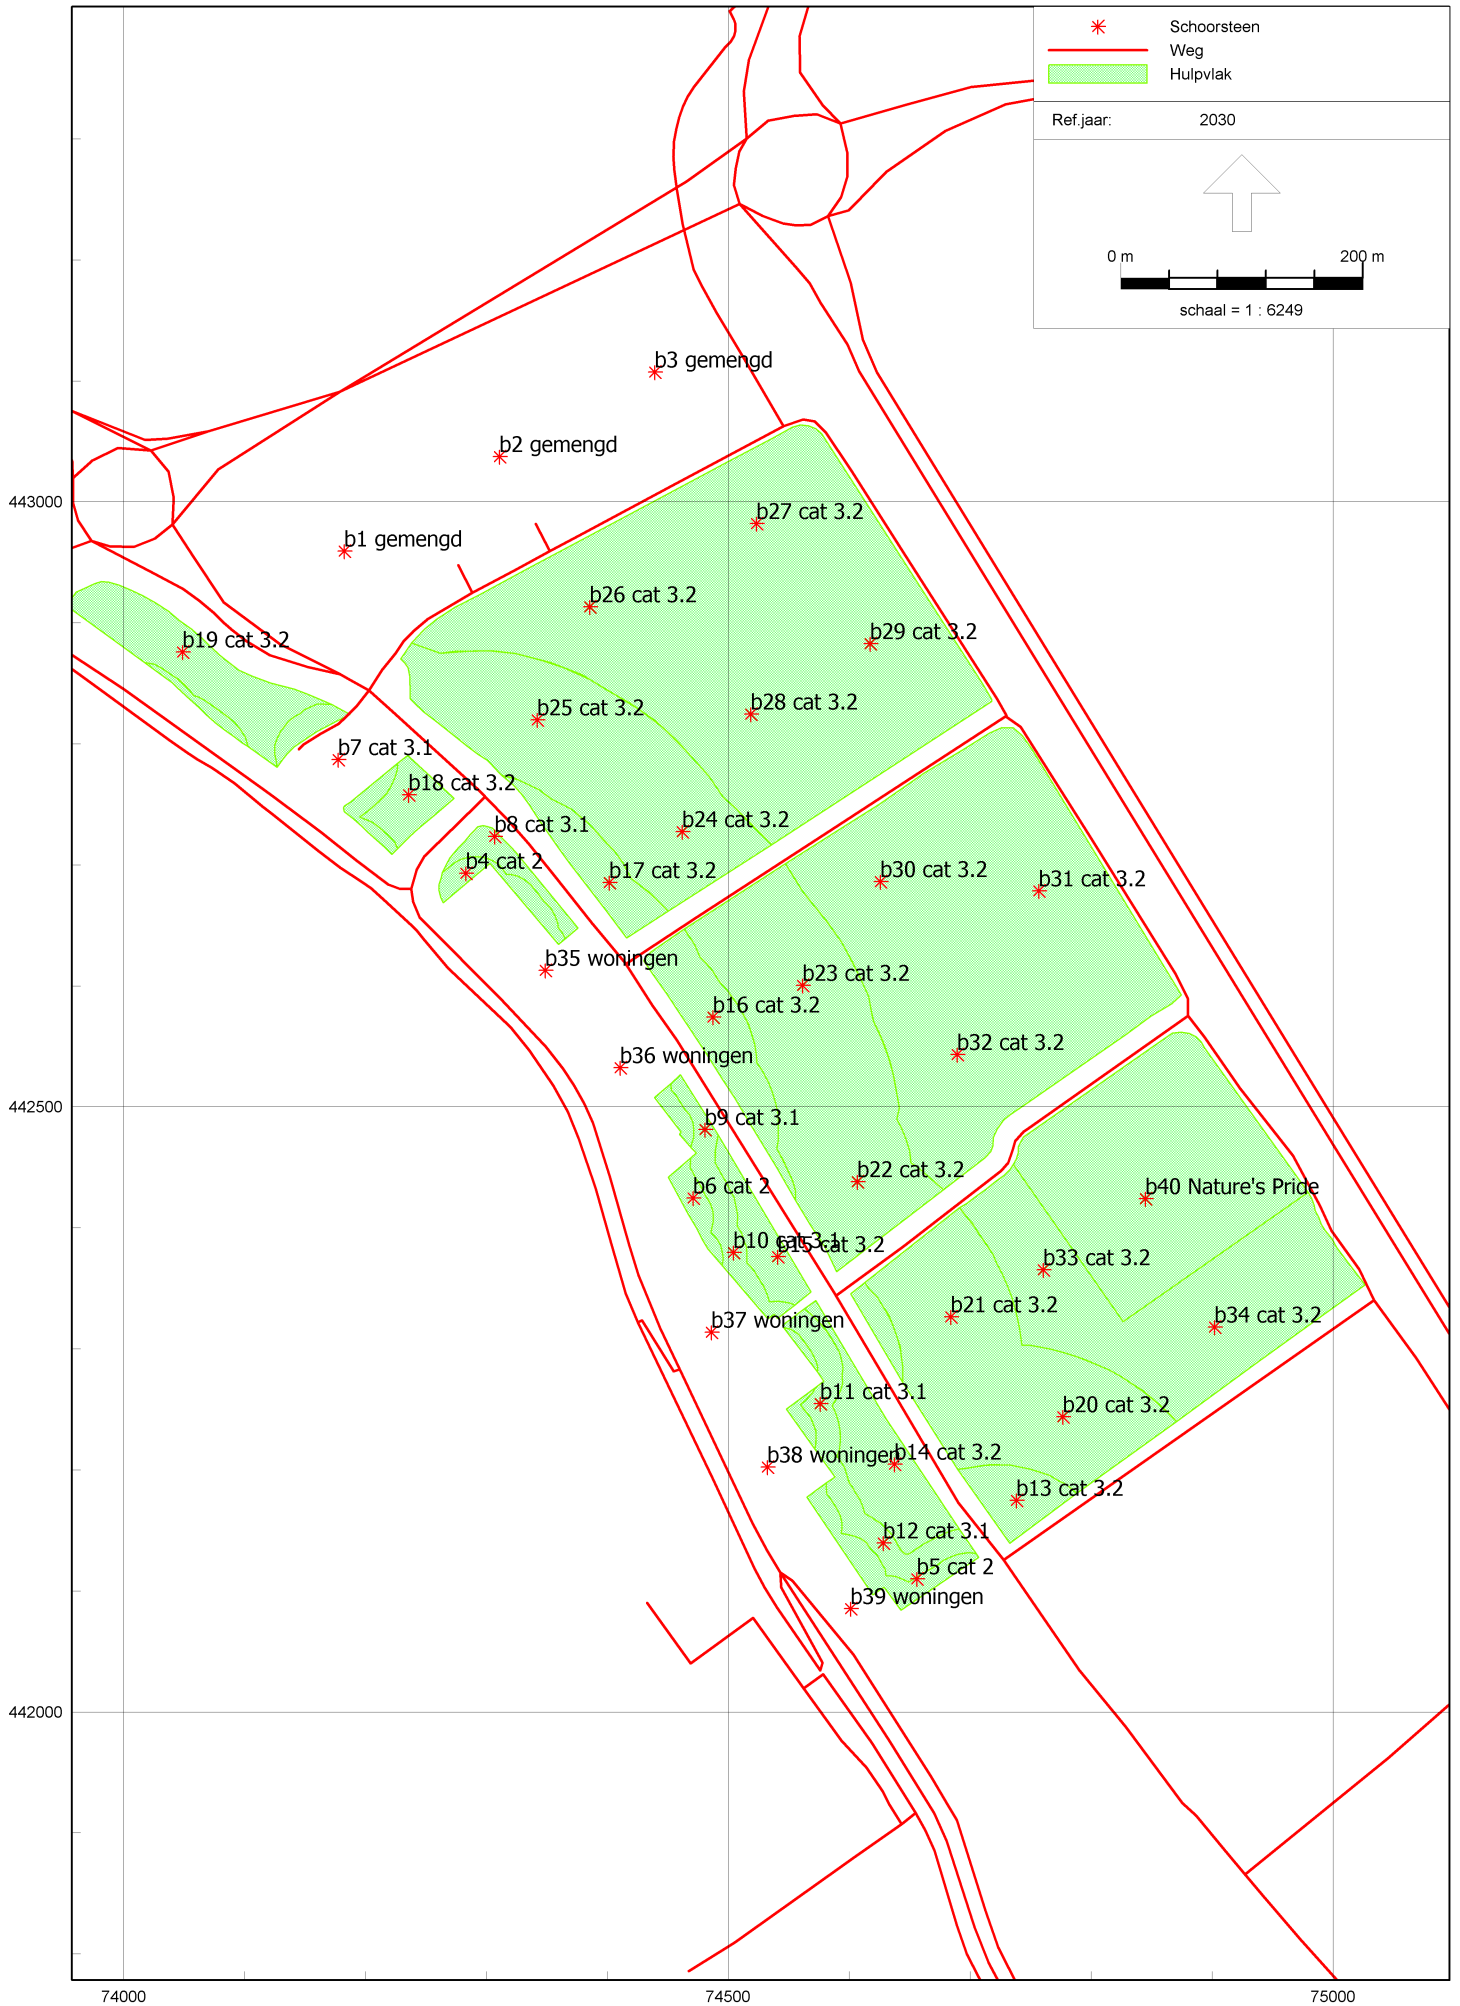 Schoorsteen
Weg
Hulpvlak
Ref.jaar: 2030
0 m 200 m
schaal = 1 : 6249
b3 gemengd
b2 gemengd
443000
b27 cat 3.2
b1 gemengd
b26 cat 3.2
b29 cat 3.2
b19 cat 3.2
b28 cat 3.2
b25 cat 3.2
b7 cat 3.1
b18 cat 3.2
b24 cat 3.2
b8 cat 3.1
b4 cat 2
b17 cat 3.2
b30 cat 3.2
b31 cat 3.2
b35 woningen
b23 cat 3.2
b16 cat 3.2
b32 cat 3.2
b36 woningen
442500
b9 cat 3.1
b22 cat 3.2
b6 cat 2
b40 Nature's Pride
b10 cat 3.1
b15 cat 3.2
b33 cat 3.2
b21 cat 3.2
b34 cat 3.2
b37 woningen
b11 cat 3.1
b20 cat 3.2
b38 woningen
b14 cat 3.2
b13 cat 3.2
b12 cat 3.1
b5 cat 2
b39 woningen
442000
74000 74500 75000